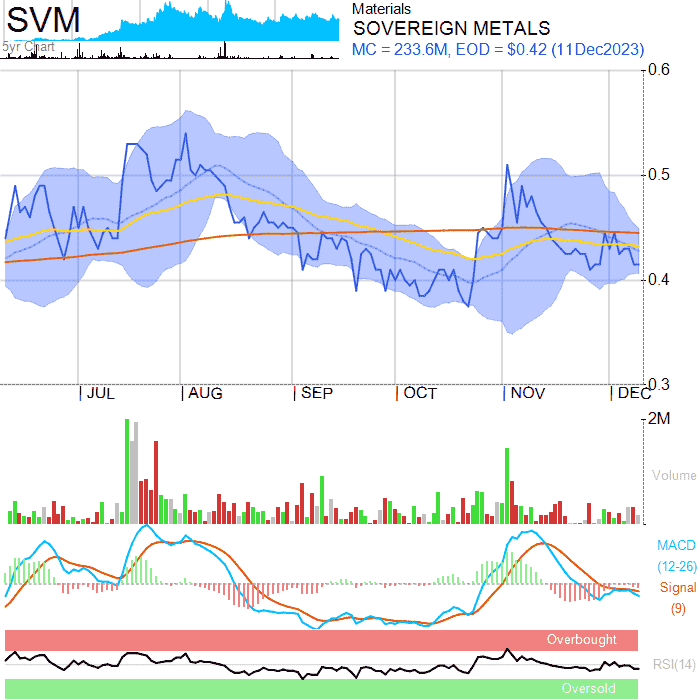 SVM
5yr Chart
Materials
SOVEREIGN METALS
MC = 233.6M, EOD = $0.42 (11Dec2023)
0.6
0.5
0.4
0.3
| JUL | AUG | SEP | OCT | NOV | DEC
2M
Volume
MACD
(12-26)
Signal
(9)
Overbought
RSI(14)
Oversold